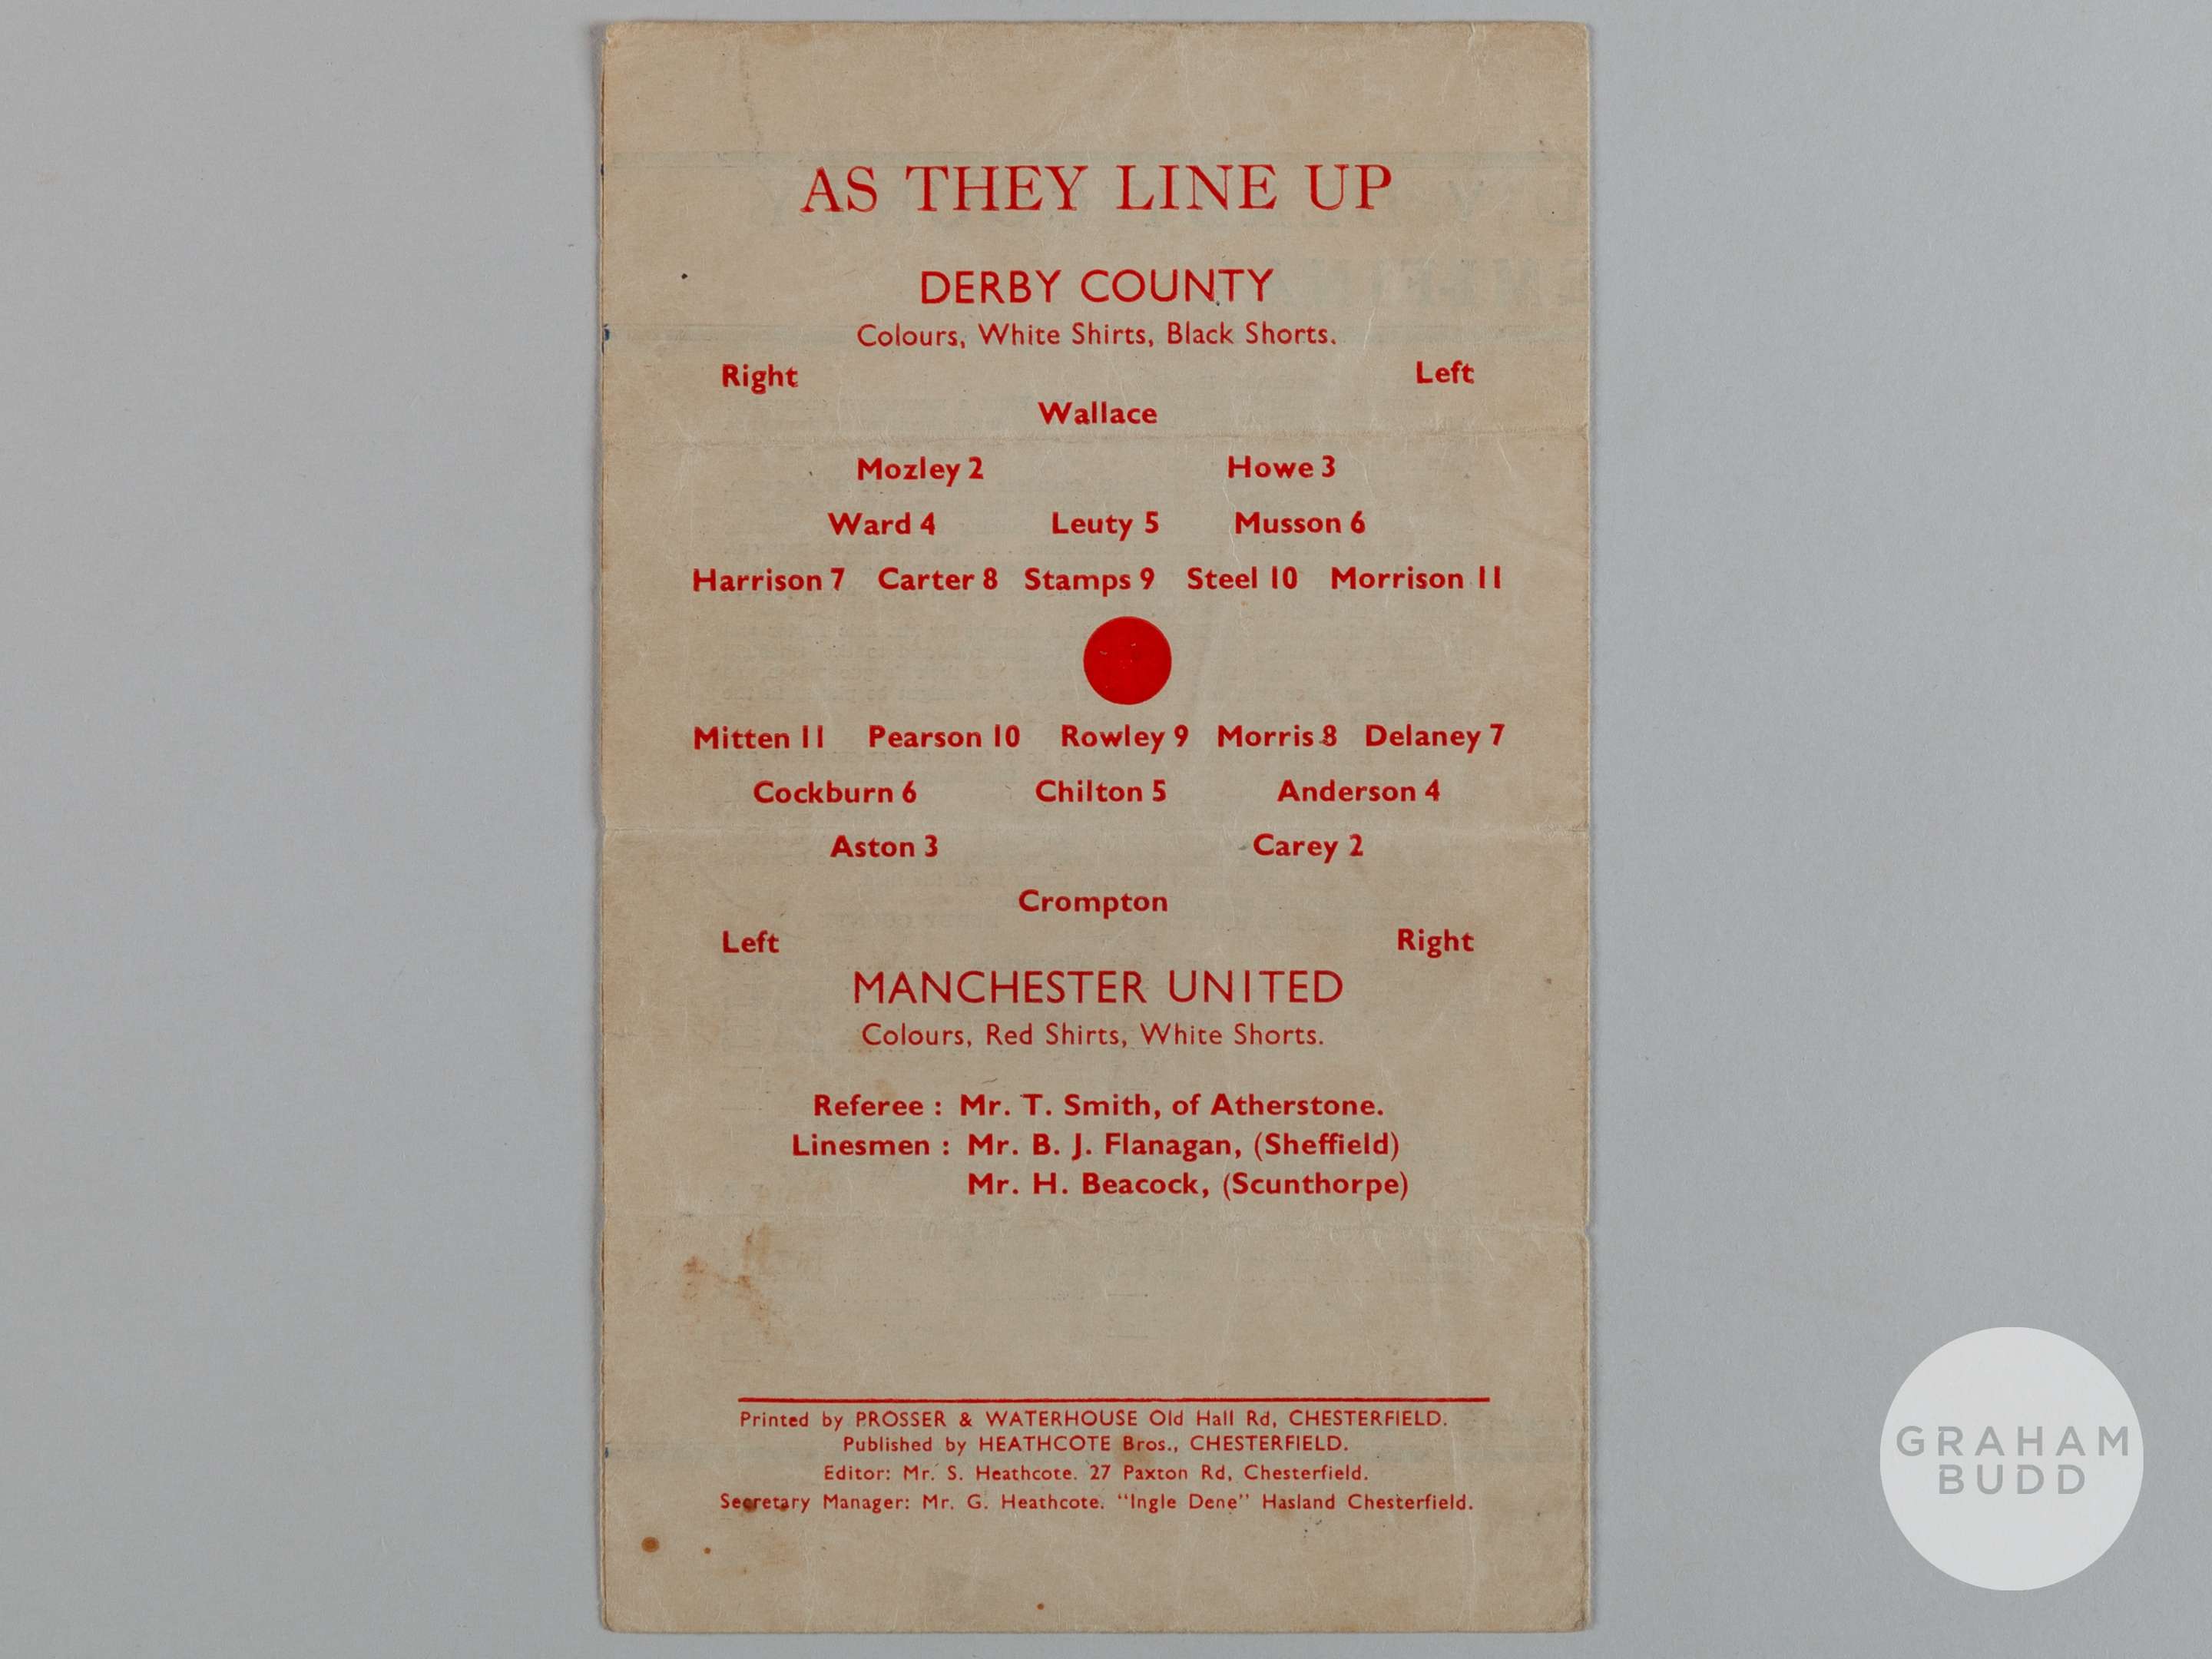 AS THEY LINE UP
DERBY COUNTY
Colours, White Shirts, Black Shorts.
Right Left
Wallace
Mozley 2 Howe 3
Ward 4 Leuty 5 Musson 6
Harrison 7 Carter 8 Stamps 9 Steel 10 Morrison 11
Mitten 11 Pearson 10 Rowley 9 Morris 8 Delaney 7
Cockburn 6 Chilton 5 Anderson 4
Aston 3 Carey 2
Crompton
Left Right
MANCHESTER UNITED
Colours, Red Shirts, White Shorts.
Referee : Mr. T. Smith, of Atherstone.
Linesmen : Mr. B. J. Flanagan, (Sheffield)
Mr. H. Beacock, (Scunthorpe)
Printed by PROSSER & WATERHOUSE Old Hall Rd, CHESTERFIELD.
Published by HEATHCOTE Bros., CHESTERFIELD.
Editor: Mr. S. Heathcote. 27 Paxton Rd, Chesterfield.
Secretary Manager: Mr. G. Heathcote. "Ingle Dene" Hasland Chesterfield.
GRAHAM
BUDD